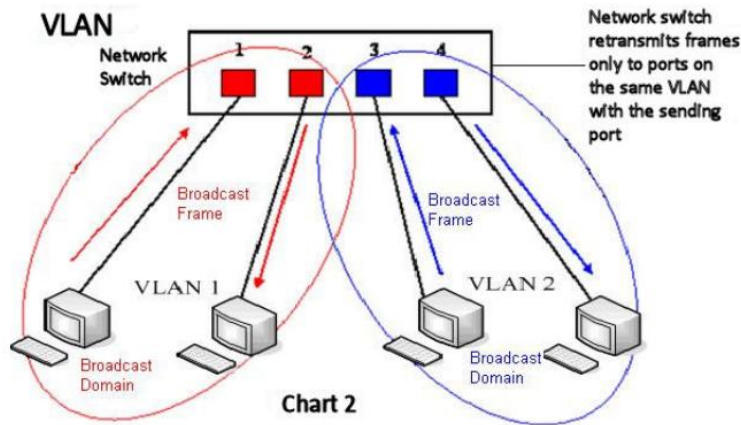 VLAN
Network
Switch
1
2
3
4
Network switch
retransmits frames
only to ports on
the same VLAN
with the sending
port
Broadcast
Frame
Broadcast
Frame
VLAN 1
VLAN 2
Broadcast
Domain
Broadcast
Domain
Chart 2